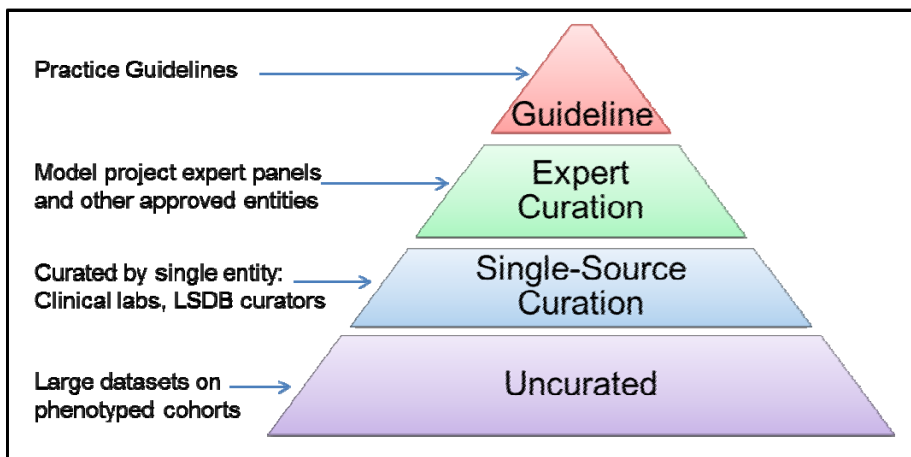 Practice Guidelines
Guideline
Model project expert panels
and other approved entities
Expert
Curation
Curated by single entity:
Clinical labs, LSDB curators
Single-Source
Curation
Large datasets on
phenotyped cohorts
Uncurated